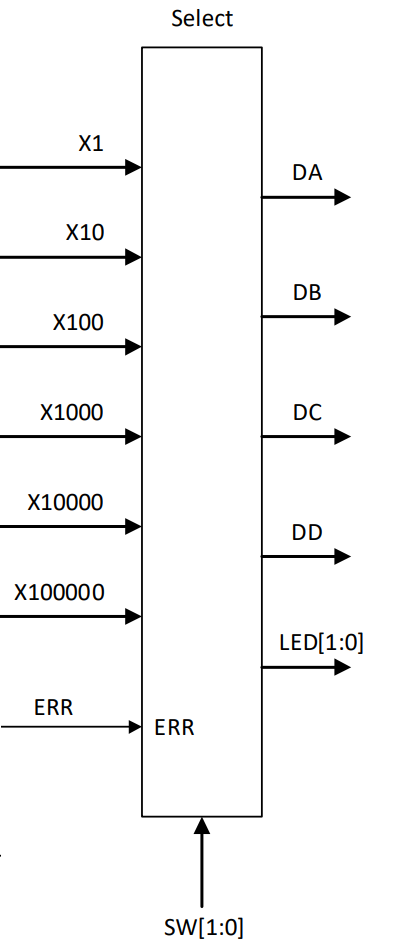 Select
X1
DA
X10
DB
X100
X1000
DC
X10000
DD
X100000
LED[1:0]
ERR
ERR
SW[1:0]